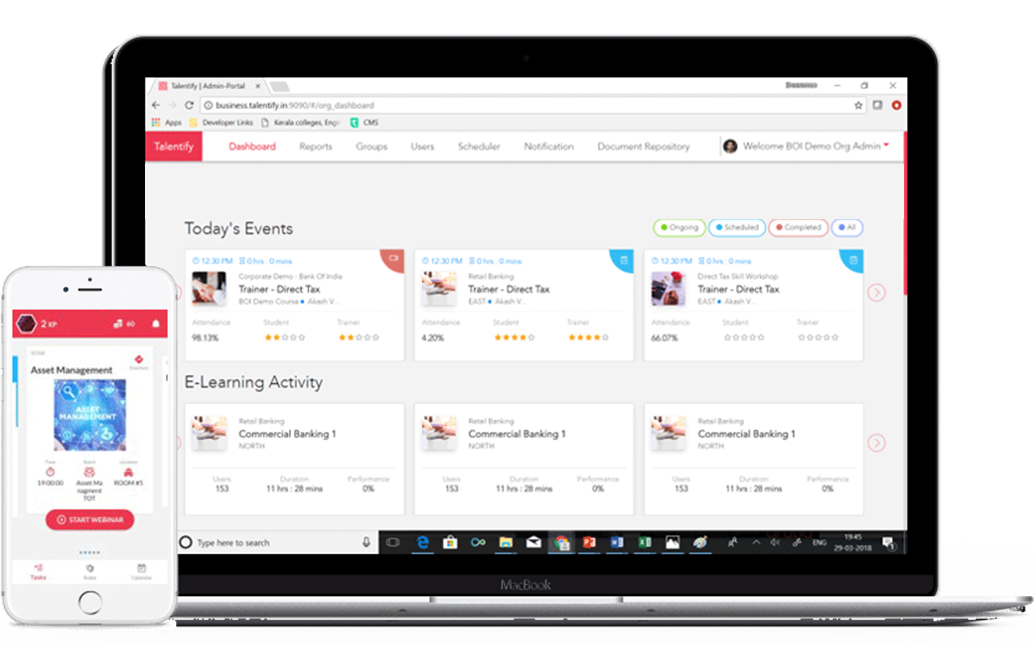 Talentify | Admin-Portal
business.talentify.in:9090/#/org_dashboard
Apps Developer Links Kerala colleges, Engi CMS
Talentify Dashboard Reports Groups Users Scheduler Notification Document Repository Welcome BOI Demo Org Admin
Today's Events
Ongoing Scheduled Completed All
12:30 PM 0 hrs : 0 mins
Corporate Demo - Bank Of India
Trainer - Direct Tax
BOI Demo Course Akash V...
Attendance Student Trainer
98.13%
12:30 PM 0 hrs : 0 mins
Retail Banking
Trainer - Direct Tax
EAST Akash V...
Attendance Student Trainer
4.20%
12:30 PM 0 hrs : 0 mins
Direct Tax Skill Workshop
Trainer - Direct Tax
EAST Akash V...
Attendance Student Trainer
66.07%
E-Learning Activity
Retail Banking
Commercial Banking 1
NORTH
Users Duration Performance
153 11 hrs : 28 mins 0%
Retail Banking
Commercial Banking 1
NORTH
Users Duration Performance
153 11 hrs : 28 mins 0%
Retail Banking
Commercial Banking 1
NORTH
Users Duration Performance
153 11 hrs : 28 mins 0%
Type here to search
ENG
19:45
29-03-2018
MacBook
2 XP 60
Asset Management
ASSET
MANAGEMENT
Time Batch Location
19:00:00 Asset Ma ROOM #5
nagment
TOT
START WEBINAR
Tasks Roles Calendar